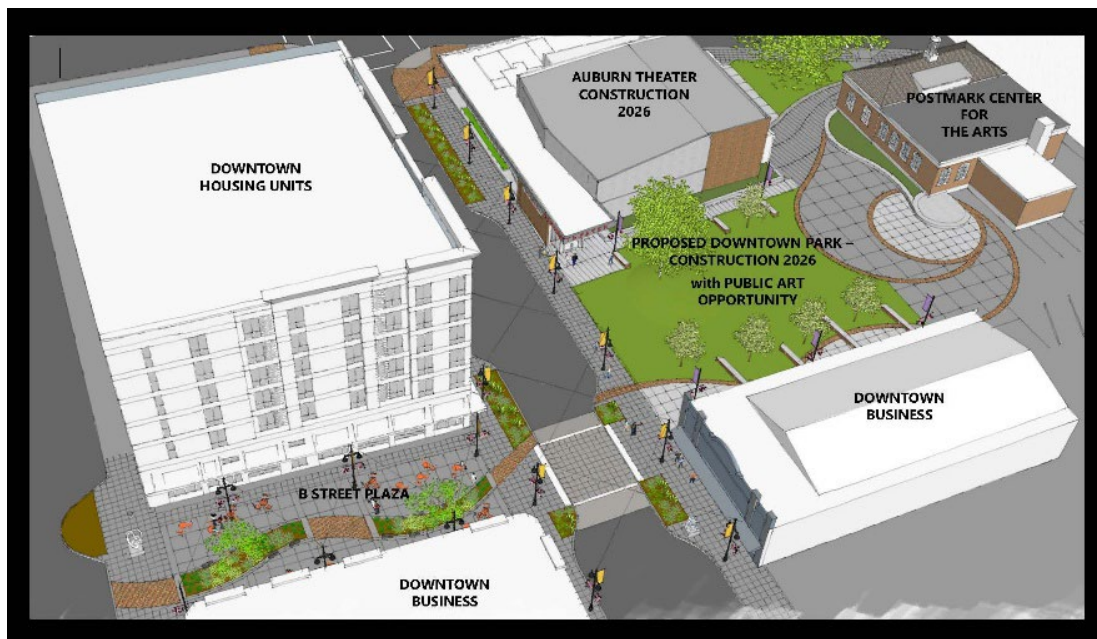 AUBURN THEATER
CONSTRUCTION
2026
POSTMARK CENTER
FOR
THE ARTS
DOWNTOWN
HOUSING UNITS
PROPOSED DOWNTOWN PARK –
CONSTRUCTION 2026
with PUBLIC ART
OPPORTUNITY
DOWNTOWN
BUSINESS
B STREET PLAZA
DOWNTOWN
BUSINESS